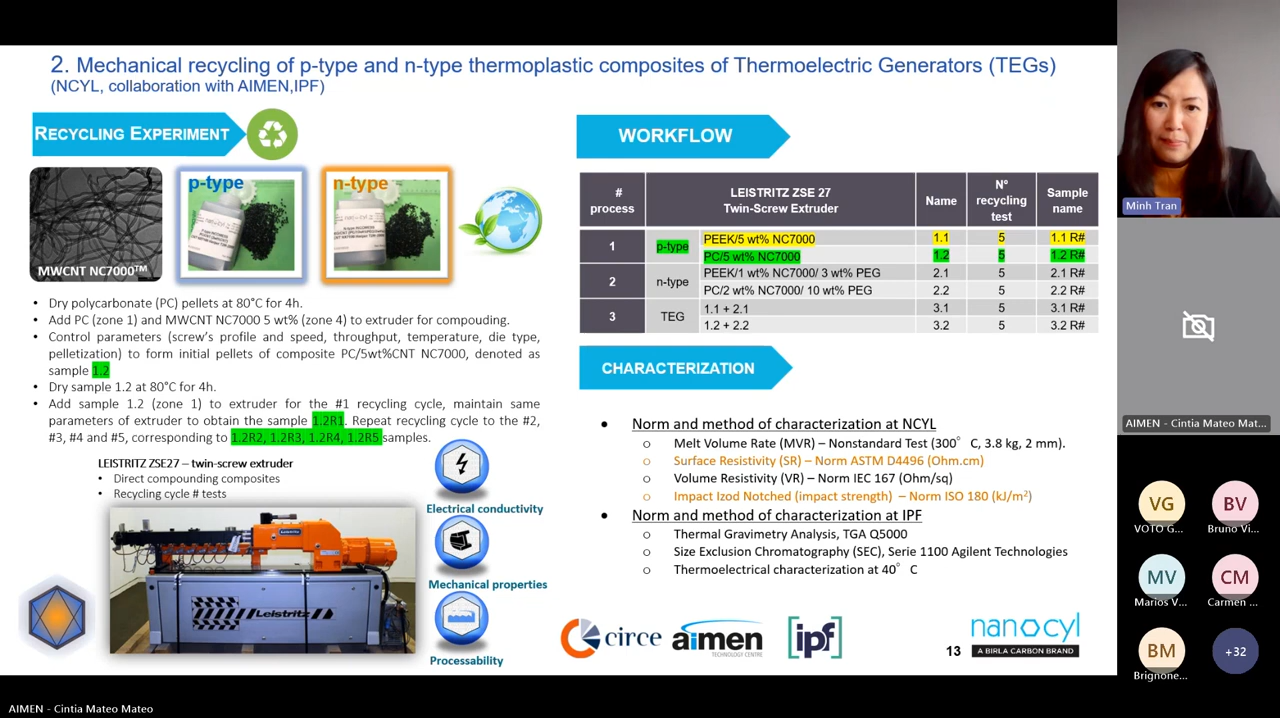 2. Mechanical recycling of p-type and n-type thermoplastic composites of Thermoelectric Generators (TEGs)
(NCYL, collaboration with AIMEN,IPF)
RECYCLING EXPERIMENT
p-type
n-type
MWCNT NC7000™
• Dry polycarbonate (PC) pellets at 80°C for 4h.
• Add PC (zone 1) and MWCNT NC7000 5 wt% (zone 4) to extruder for compouding.
• Control parameters (screw's profile and speed, throughput, temperature, die type,
pelletization) to form initial pellets of composite PC/5wt%CNT NC7000, denoted as
sample 1.2
• Dry sample 1.2 at 80°C for 4h.
• Add sample 1.2 (zone 1) to extruder for the #1 recycling cycle, maintain same
parameters of extruder to obtain the sample 1.2R1. Repeat recycling cycle to the #2,
#3, #4 and #5, corresponding to 1.2R2, 1.2R3, 1.2R4, 1.2R5 samples.
LEISTRITZ ZSE27 – twin-screw extruder
• Direct compounding composites
• Recycling cycle # tests
Leistritz
Electrical conductivity
Mechanical properties
Processability
WORKFLOW
# process LEISTRITZ ZSE 27 Twin-Screw Extruder Name Nº recycling test Sample name
1 p-type PEEK/5 wt% NC7000 1.1 5 1.1 R#
PC/5 wt% NC7000 1.2 5 1.2 R#
2 n-type PEEK/1 wt% NC7000/ 3 wt% PEG 2.1 5 2.1 R#
PC/2 wt% NC7000/ 10 wt% PEG 2.2 5 2.2 R#
3 TEG 1.1 + 2.1 3.1 5 3.1 R#
1.2 + 2.2 3.2 5 3.2 R#
CHARACTERIZATION
• Norm and method of characterization at NCYL
o Melt Volume Rate (MVR) – Nonstandard Test (300° C, 3.8 kg, 2 mm).
o Surface Resistivity (SR) – Norm ASTM D4496 (Ohm.cm)
o Volume Resistivity (VR) – Norm IEC 167 (Ohm/sq)
o Impact Izod Notched (impact strength) – Norm ISO 180 (kJ/m²)
• Norm and method of characterization at IPF
o Thermal Gravimetry Analysis, TGA Q5000
o Size Exclusion Chromatography (SEC), Serie 1100 Agilent Technologies
o Thermoelectrical characterization at 40° C
circe
aimen
TECHNOLOGY CENTRE
ipf
13
nanocyl
A BIRLA CARBON BRAND
Minh Tran
AIMEN - Cintia Mateo Mat...
VG
VOTO G...
BV
Bruno Vi...
MV
Marios V...
CM
Carmen ...
BM
Brignone...
+32
AIMEN - Cintia Mateo Mateo